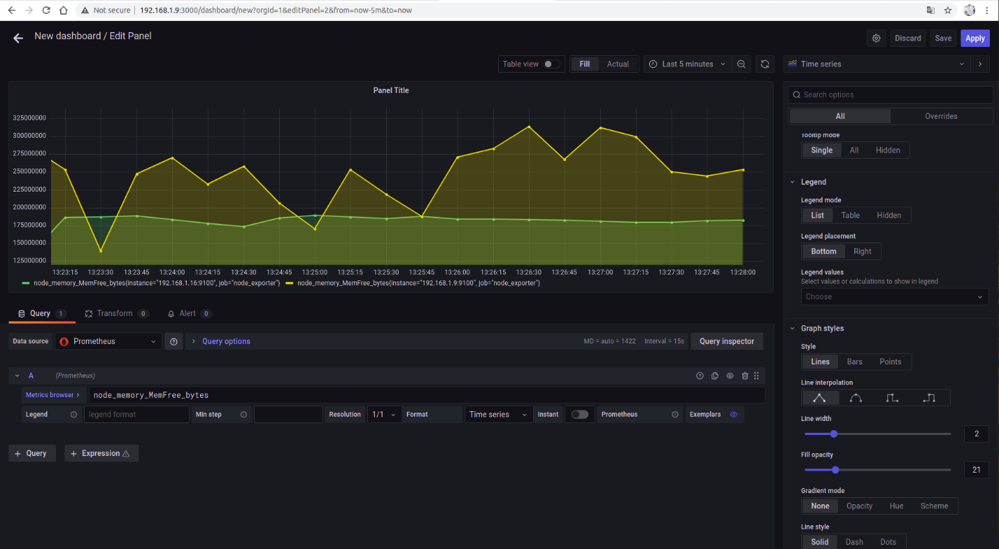 Not secure 192.168.1.9:3000/dashboard/new?orgId=1&editPanel=2&from=now-5m&to=now
New dashboard / Edit Panel
Discard Save Apply
Table view Fill Actual Last 5 minutes Time series
Panel Title
Search options
All Overrides
Tooltip mode
Single All Hidden
Legend
Legend mode
List Table Hidden
Legend placement
Bottom Right
Legend values
Select values or calculations to show in legend
Choose
Graph styles
Style
Lines Bars Points
Line interpolation
Line width
2
Fill opacity
21
Gradient mode
None Opacity Hue Scheme
Line style
Solid Dash Dots
325000000
300000000
275000000
250000000
225000000
200000000
175000000
150000000
125000000
13:23:15 13:23:30 13:23:45 13:24:00 13:24:15 13:24:30 13:24:45 13:25:00 13:25:15 13:25:30 13:25:45 13:26:00 13:26:15 13:26:30 13:26:45 13:27:00 13:27:15 13:27:30 13:27:45 13:28:00
node_memory_MemFree_bytes{instance="192.168.1.16:9100", job="node_exporter"} node_memory_MemFree_bytes{instance="192.168.1.9:9100", job="node_exporter"}
Query 1 Transform 0 Alert 0
Data source Prometheus Query options MD = auto = 1422 Interval = 15s Query inspector
A (Prometheus)
Metrics browser > node_memory_MemFree_bytes
Legend legend format Min step Resolution 1/1 Format Time series Instant Prometheus Exemplars
+ Query + Expression